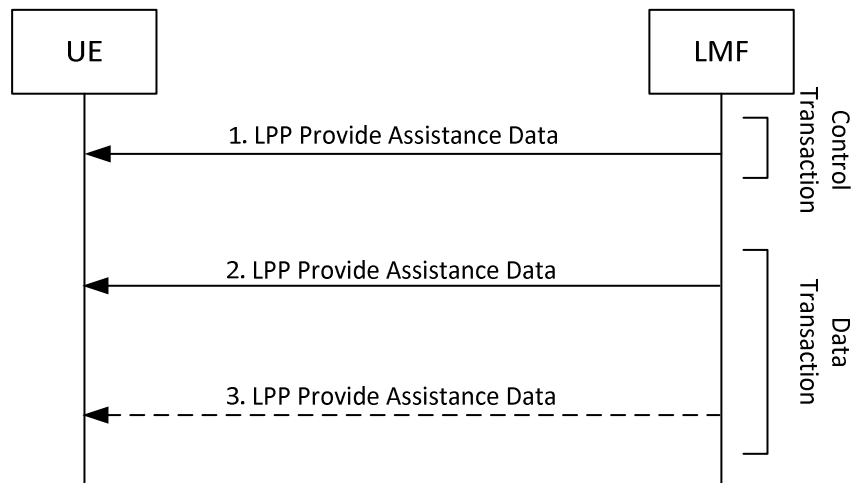 UE
LMF
Control
Transaction
1. LPP Provide Assistance Data
2. LPP Provide Assistance Data
Data
Transaction
3. LPP Provide Assistance Data